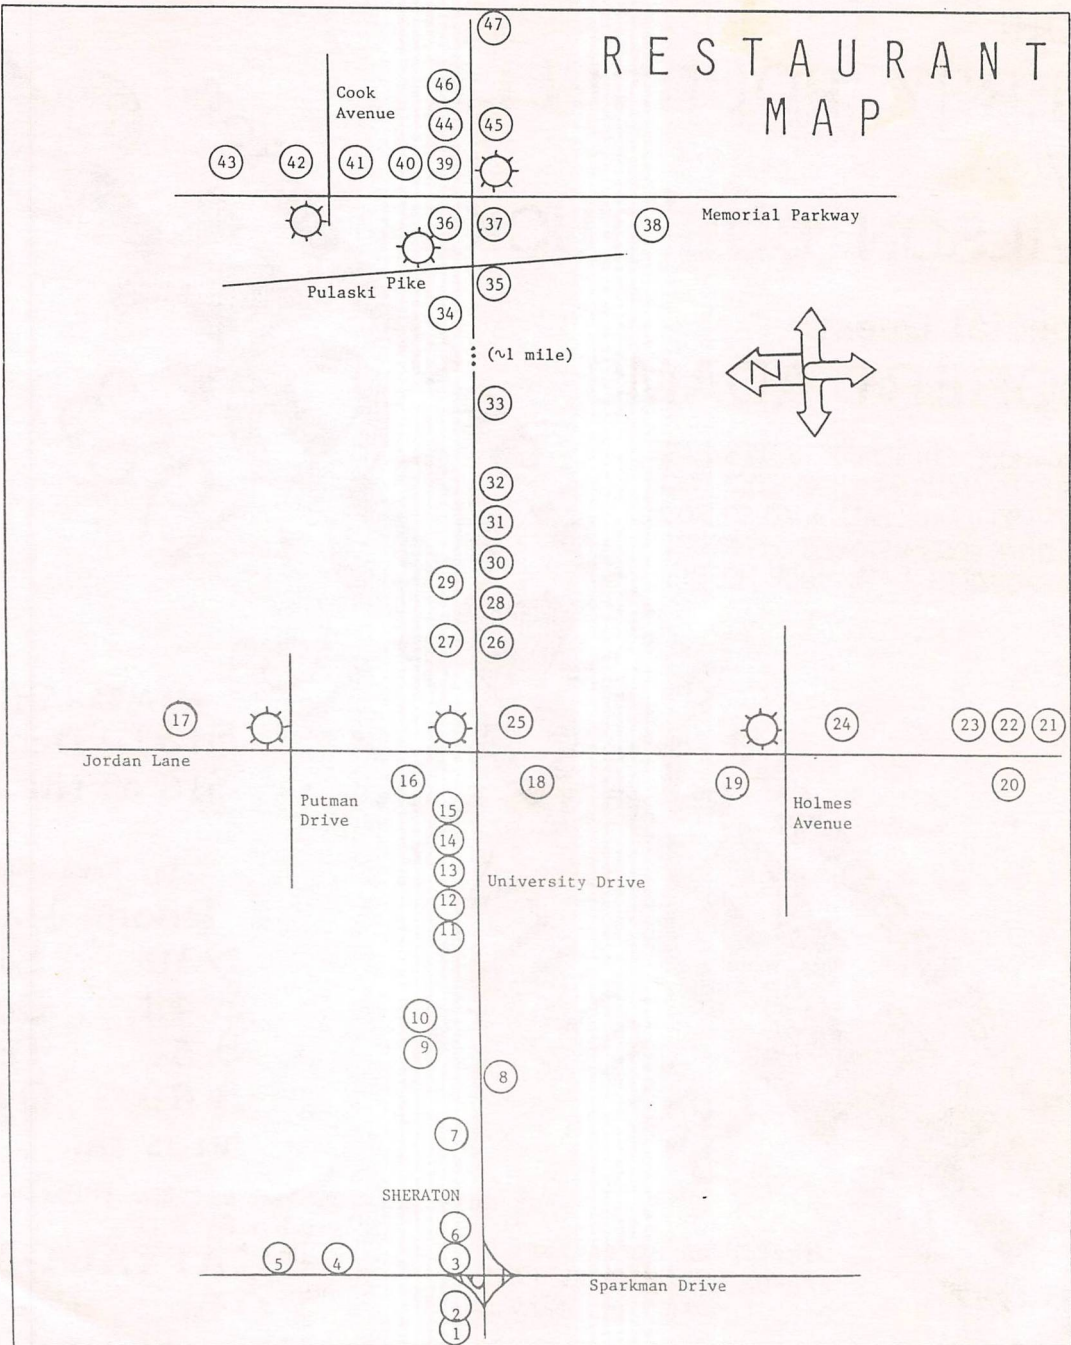 47
RESTAURANT
MAP
46
Cook
Avenue
44 45
43 42 41 40 39
Memorial Parkway
36 37 38
Pulaski Pike
35
34
(~1 mile)
33
N
32
31
30
29
28
27 26
17 25 24 23 22 21
Jordan Lane
16 18 19 20
Putman
Drive
Holmes
Avenue
15
14
13
University Drive
12
11
10
9
8
7
SHERATON
6
5 4 3
Sparkman Drive
2
1